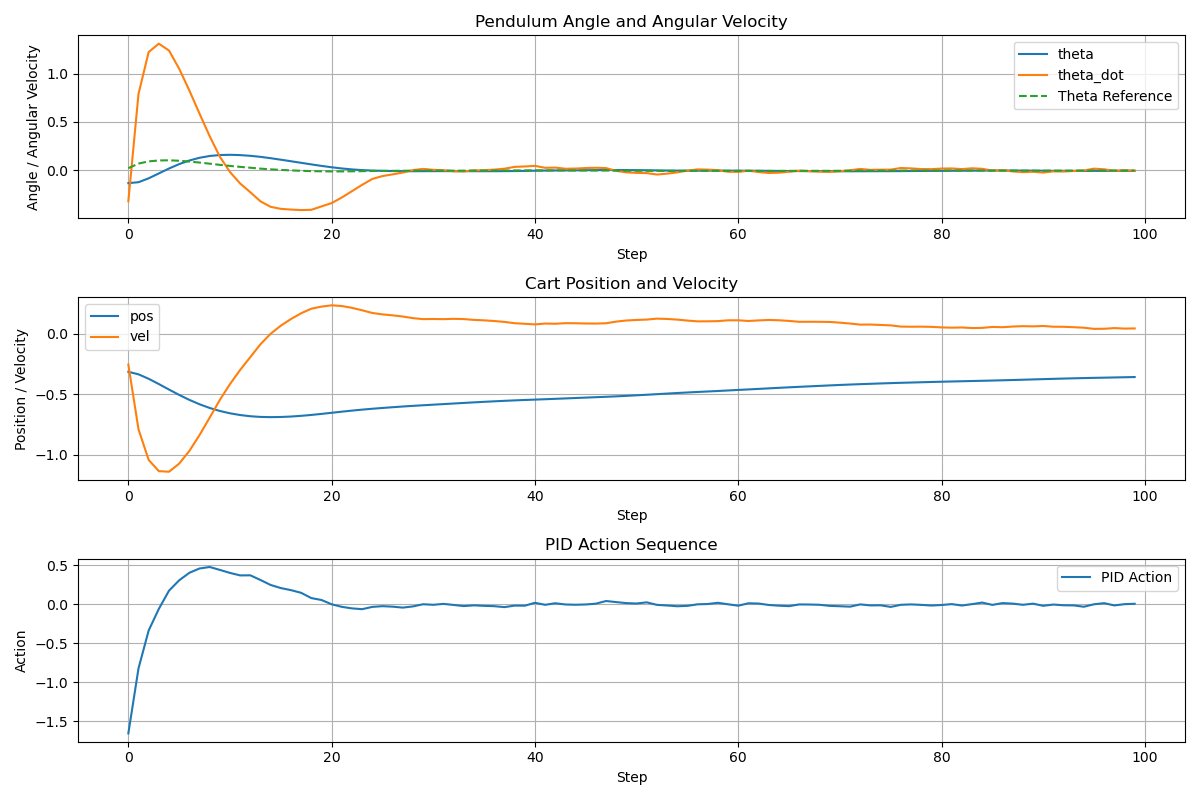 Pendulum Angle and Angular Velocity
Angle / Angular Velocity
1.0
0.5
0.0
theta
theta_dot
Theta Reference
0 20 40 60 80 100
Step
Cart Position and Velocity
Position / Velocity
0.0
−0.5
−1.0
pos
vel
0 20 40 60 80 100
Step
PID Action Sequence
Action
0.5
0.0
−0.5
−1.0
−1.5
PID Action
0 20 40 60 80 100
Step